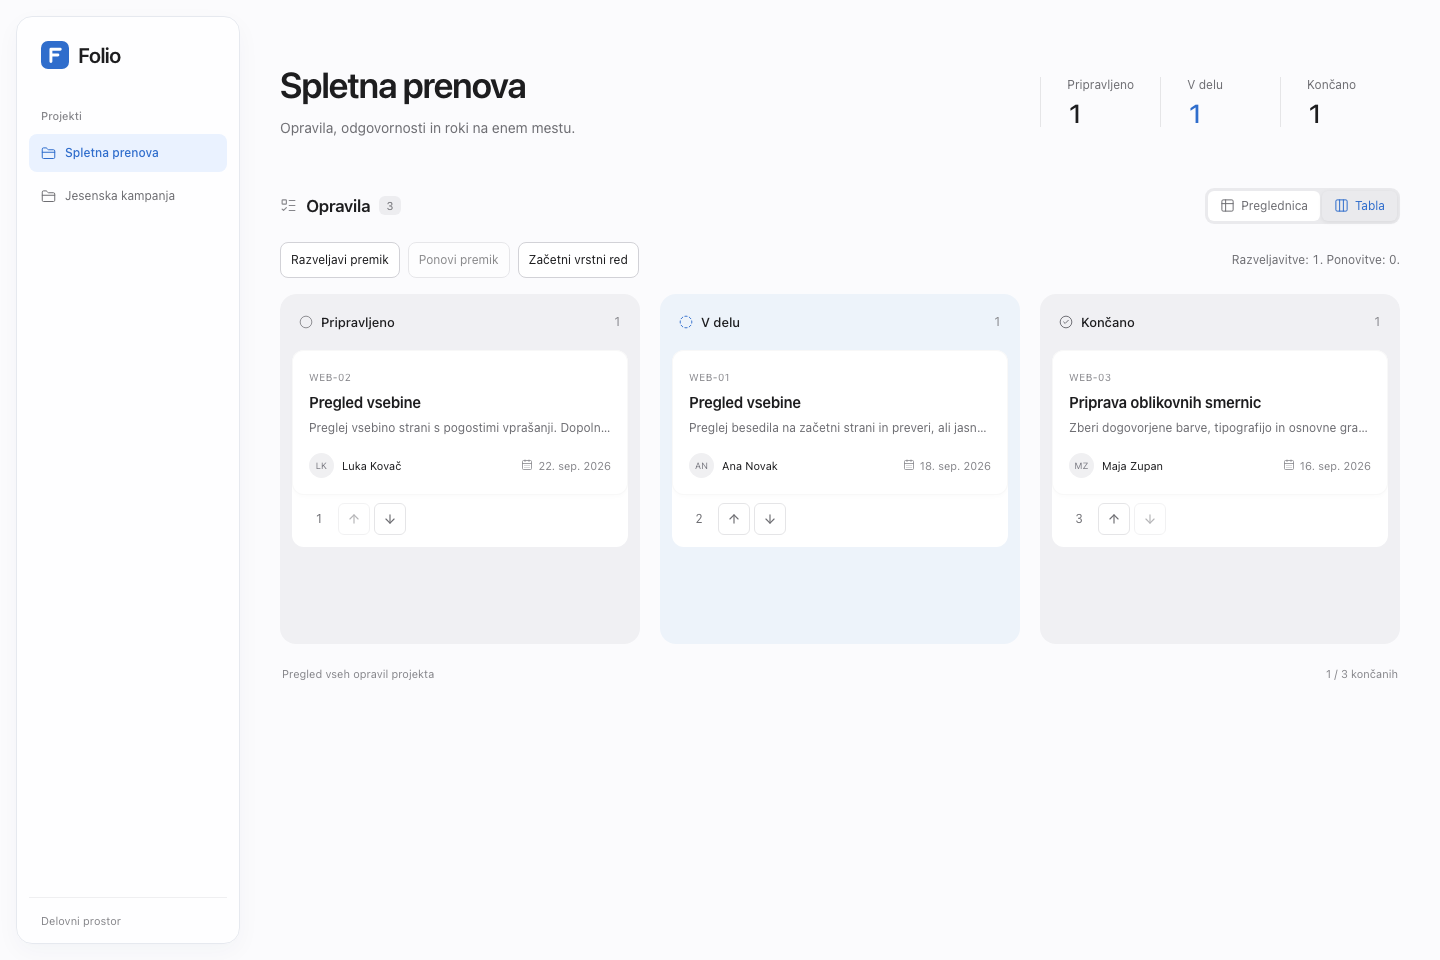 Folio
Projekti
Spletna prenova
Jesenska kampanja
Delovni prostor
Spletna prenova
Opravila, odgovornosti in roki na enem mestu.
Pripravljeno
1
V delu
1
Končano
1
Opravila 3
Preglednica
Tabla
Razveljavi premik
Ponovi premik
Začetni vrstni red
Razveljavitve: 1. Ponovitve: 0.
Pripravljeno 1
WEB-02
Pregled vsebine
Preglej vsebino strani s pogostimi vprašanji. Dopoln...
LK Luka Kovač 22. sep. 2026
1
V delu 1
WEB-01
Pregled vsebine
Preglej besedila na začetni strani in preveri, ali jasn...
AN Ana Novak 18. sep. 2026
2
Končano 1
WEB-03
Priprava oblikovnih smernic
Zberi dogovorjene barve, tipografijo in osnovne gra...
MZ Maja Zupan 16. sep. 2026
3
Pregled vseh opravil projekta
1 / 3 končanih